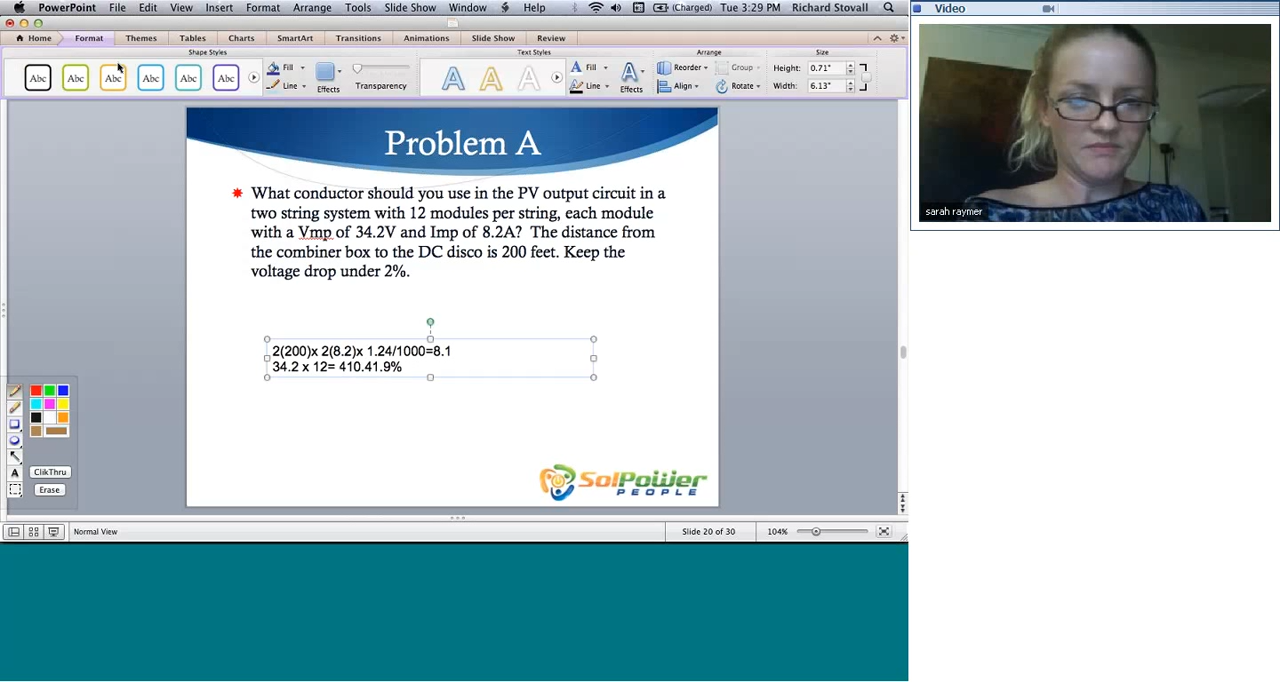 PowerPoint File Edit View Insert Format Arrange Tools Slide Show Window Help (Charged) Tue 3:29 PM Richard Stovall
Home Format Themes Tables Charts SmartArt Transitions Animations Slide Show Review
Shape Styles Text Styles Arrange Size
Abc Abc Abc Abc Abc Abc Fill Line Effects Transparency A A A Fill Line A Effects Reorder Group Align Rotate Height: 0.71" Width: 6.13"
Problem A
What conductor should you use in the PV output circuit in a
two string system with 12 modules per string, each module
with a Vmp of 34.2V and Imp of 8.2A? The distance from
the combiner box to the DC disco is 200 feet. Keep the
voltage drop under 2%.
2(200)x 2(8.2)x 1.24/1000=8.1
34.2 x 12= 410.41.9%
SolPower
PEOPLE
A
ClikThru
Erase
Normal View Slide 20 of 30 104%
Video
sarah raymer